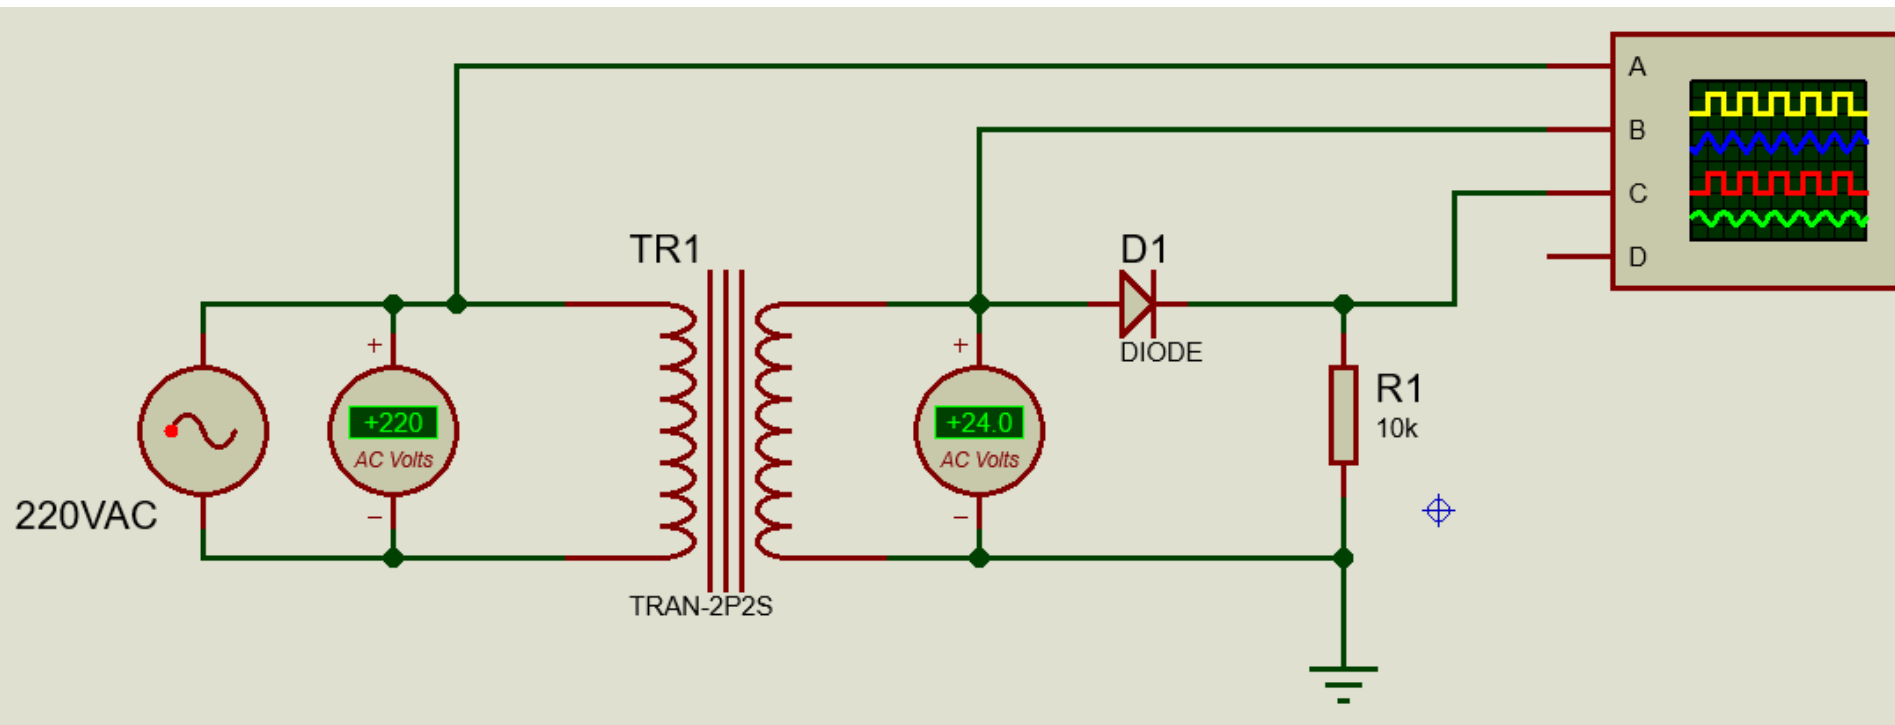 A
B
C
D
TR1
D1
+
+220
AC Volts
−
+
+24.0
AC Volts
−
DIODE
R1
10k
220VAC
TRAN-2P2S